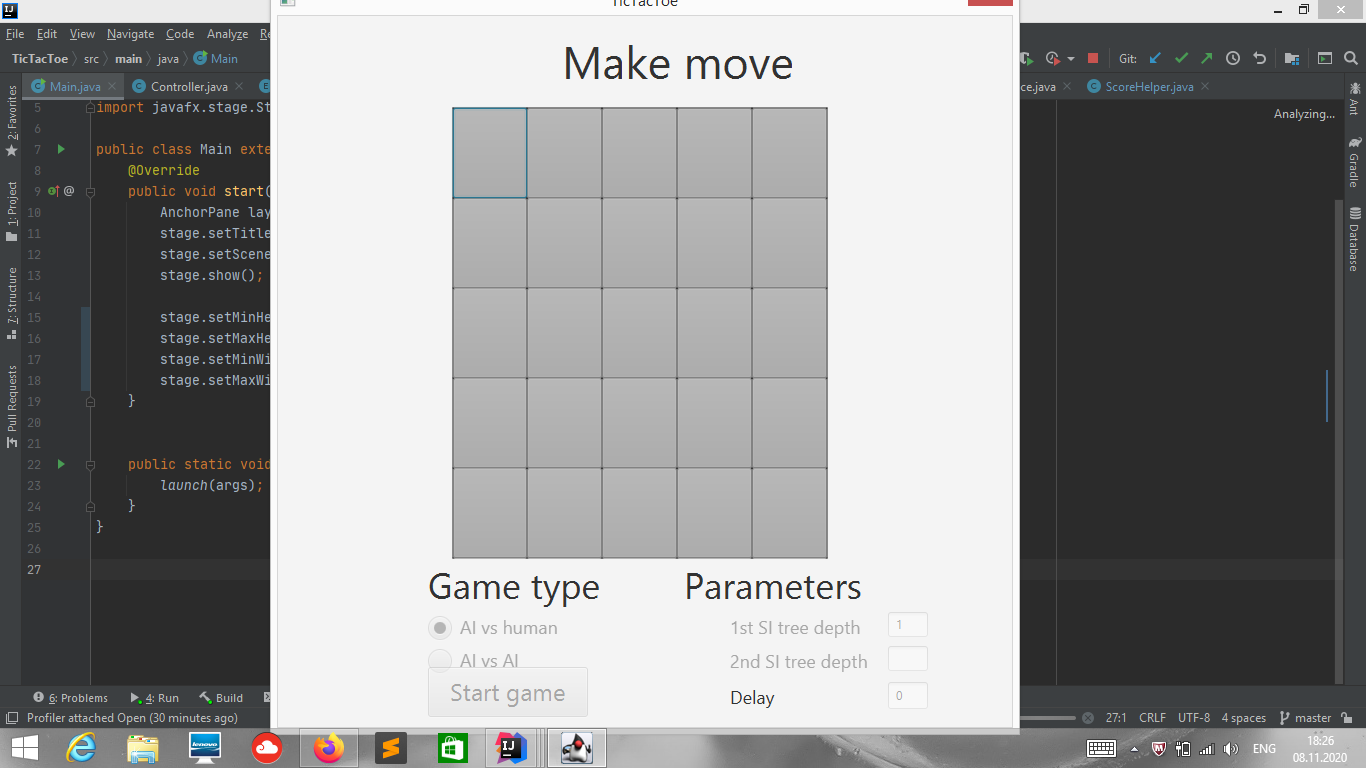 TicTacToe
File Edit View Navigate Code Analyze Re
TicTacToe src main java Main
Git:
Main.java Controller.java ce.java ScoreHelper.java
Analyzing...
5 import javafx.stage.St
6
7 public class Main exte
8 @Override
9 public void start(
10 AnchorPane lay
11 stage.setTitle
12 stage.setScene
13 stage.show();
14
15 stage.setMinHe
16 stage.setMaxHe
17 stage.setMinWi
18 stage.setMaxWi
19 }
20
21
22 public static void
23 launch(args);
24 }
25 }
26
27
2: Favorites
1: Project
7: Structure
Pull Requests
Ant
Gradle
Database
Make move
Game type
AI vs human
AI vs AI
Start game
Parameters
1st SI tree depth 1
2nd SI tree depth
Delay 0
6: Problems 4: Run Build
Profiler attached Open (30 minutes ago)
27:1 CRLF UTF-8 4 spaces master
lenovo
IJ
ENG
18:26
08.11.2020